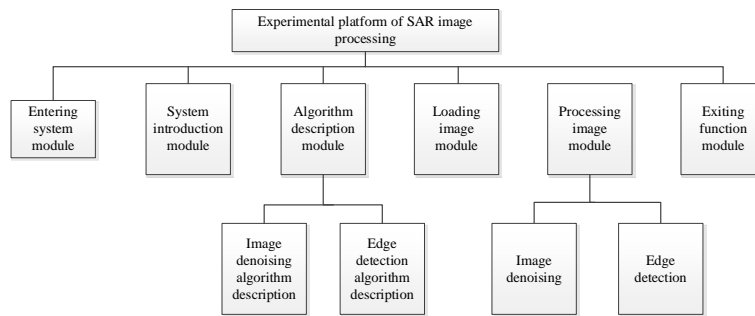 Experimental platform of SAR image
processing
Entering
system
module
System
introduction
module
Algorithm
description
module
Loading
image
module
Processing
image
module
Exiting
function
module
Image
denoising
algorithm
description
Edge
detection
algorithm
description
Image
denoising
Edge
detection